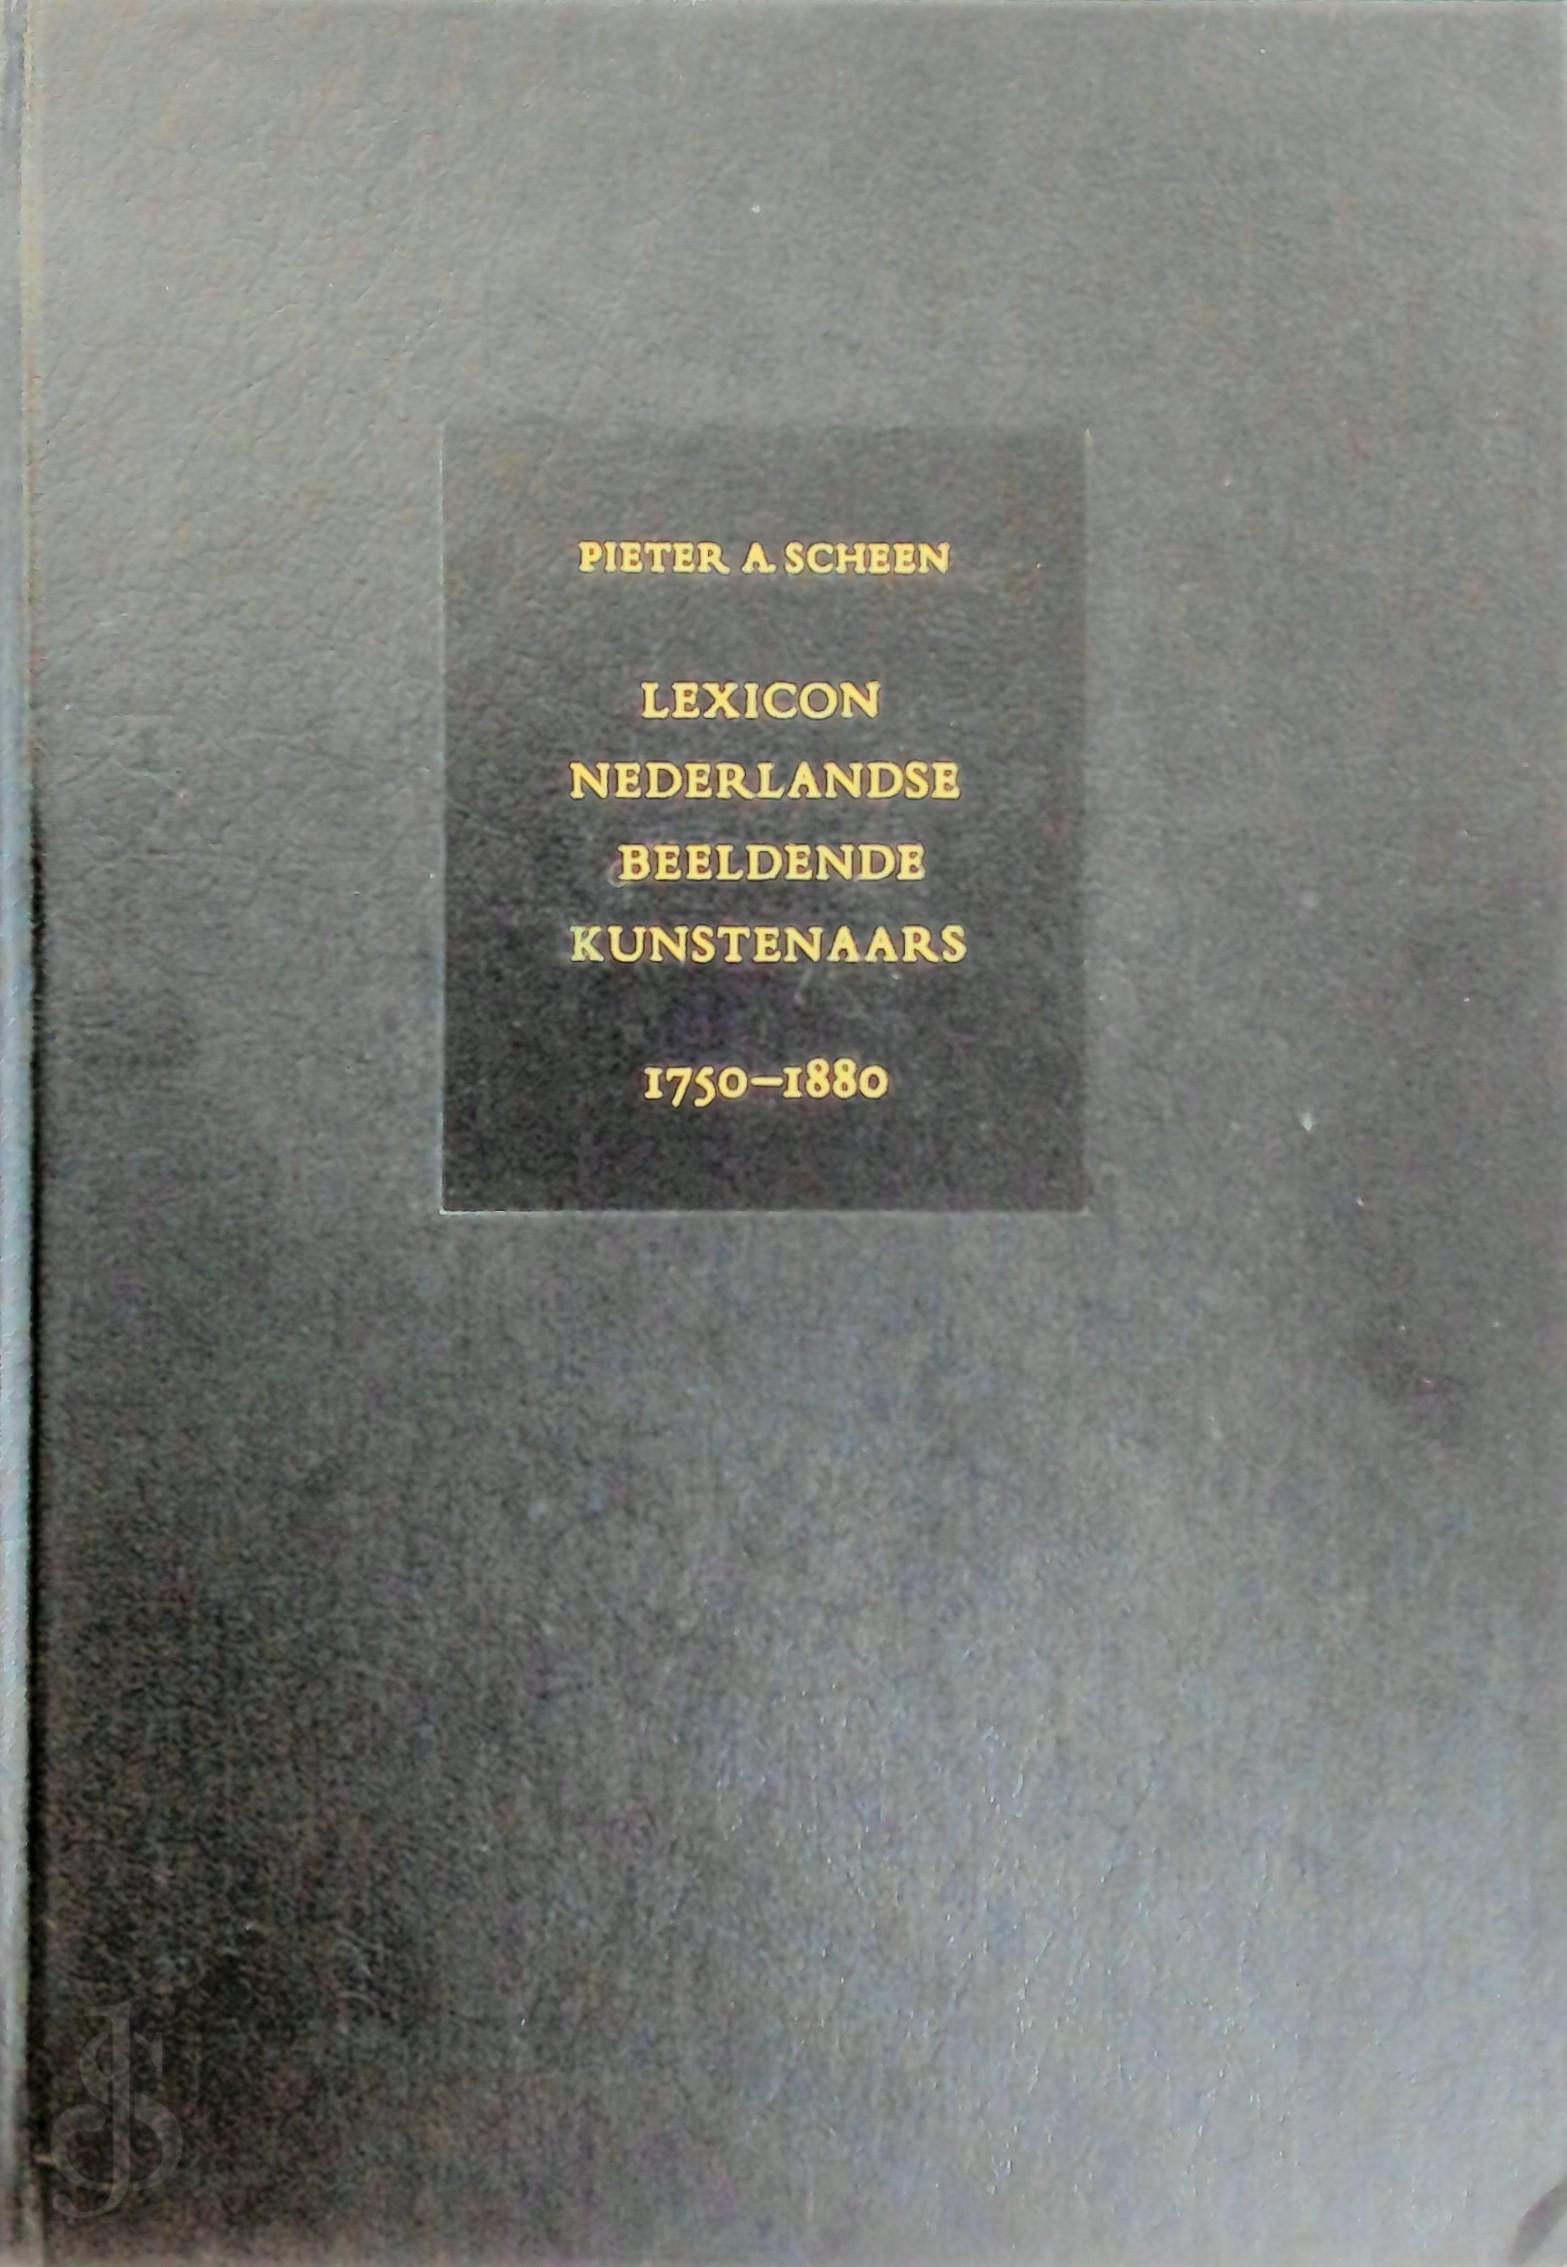 PIETER A. SCHEEN
LEXICON
NEDERLANDSE
BEELDENDE
KUNSTENAARS
1750–1880